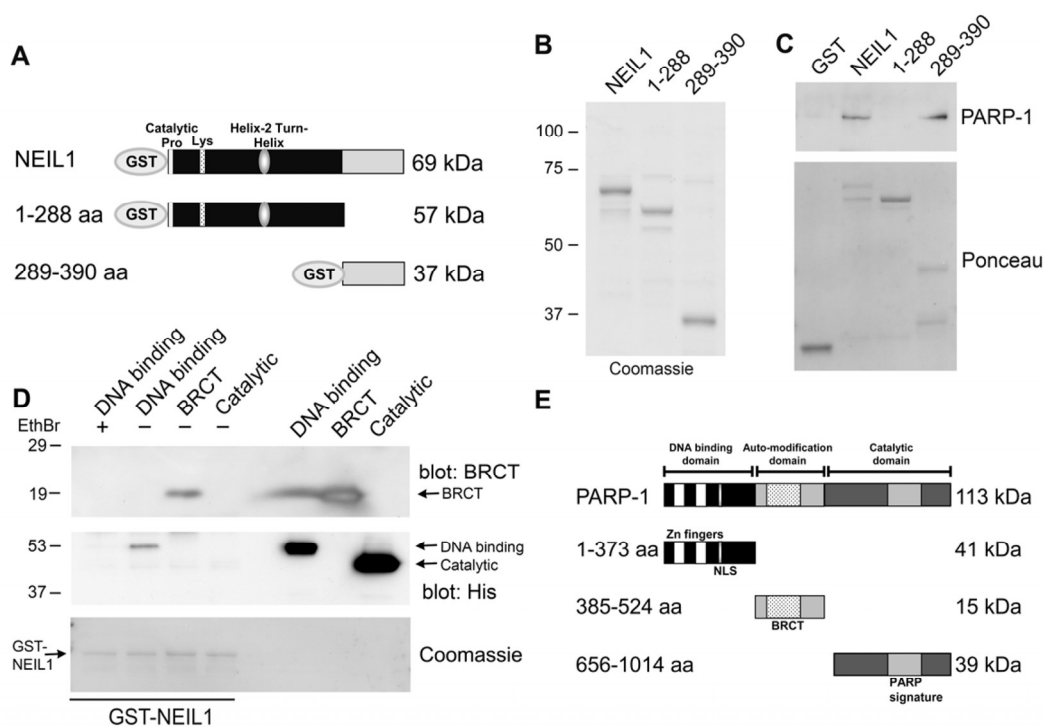 A
Catalytic
Pro Lys
Helix-2 Turn-
Helix
NEIL1 GST 69 kDa
1-288 aa GST 57 kDa
289-390 aa GST 37 kDa
B
NEIL1
1-288
289-390
100
75
50
37
Coomassie
C
GST
NEIL1
1-288
289-390
PARP-1
Ponceau
D
DNA binding
DNA binding
BRCT
Catalytic
DNA binding
BRCT
Catalytic
EthBr + − − −
29
blot: BRCT
19
BRCT
53
DNA binding
Catalytic
37
blot: His
GST-
NEIL1
Coomassie
GST-NEIL1
E
DNA binding
domain
Auto-modification
domain
Catalytic
domain
PARP-1 113 kDa
Zn fingers
1-373 aa 41 kDa
NLS
385-524 aa 15 kDa
BRCT
656-1014 aa 39 kDa
PARP
signature